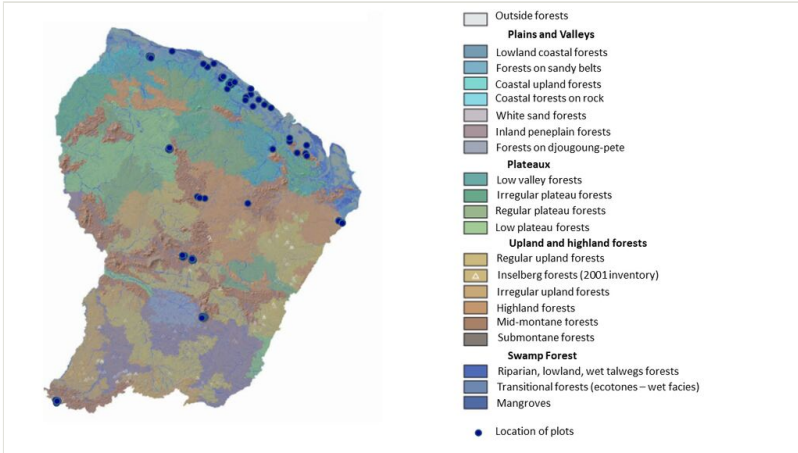 Outside forests
Plains and Valleys
Lowland coastal forests
Forests on sandy belts
Coastal upland forests
Coastal forests on rock
White sand forests
Inland peneplain forests
Forests on djougoung-pete
Plateaux
Low valley forests
Irregular plateau forests
Regular plateau forests
Low plateau forests
Upland and highland forests
Regular upland forests
Inselberg forests (2001 inventory)
Irregular upland forests
Highland forests
Mid-montane forests
Submontane forests
Swamp Forest
Riparian, lowland, wet talwegs forests
Transitional forests (ecotones – wet facies)
Mangroves
Location of plots